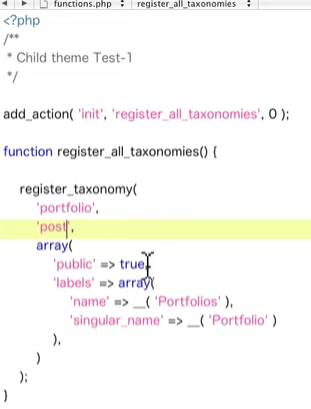 functions.php register_all_taxonomies
<?php
/**
* Child theme Test-1
*/
add_action( 'init', 'register_all_taxonomies', 0 );
function register_all_taxonomies() {
register_taxonomy(
'portfolio',
'post',
array(
'public' => true,
'labels' => array(
'name' => __( 'Portfolios' ),
'singular_name' => __( 'Portfolio' )
),
)
);
}